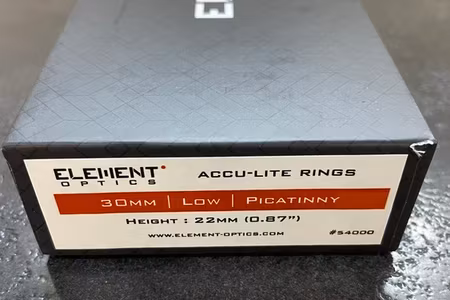 ELEMENT
OPTICS
ACCU-LITE RINGS
30MM | LOW | PICATINNY
HEIGHT : 22MM (0.87")
WWW.ELEMENT-OPTICS.COM
#54000